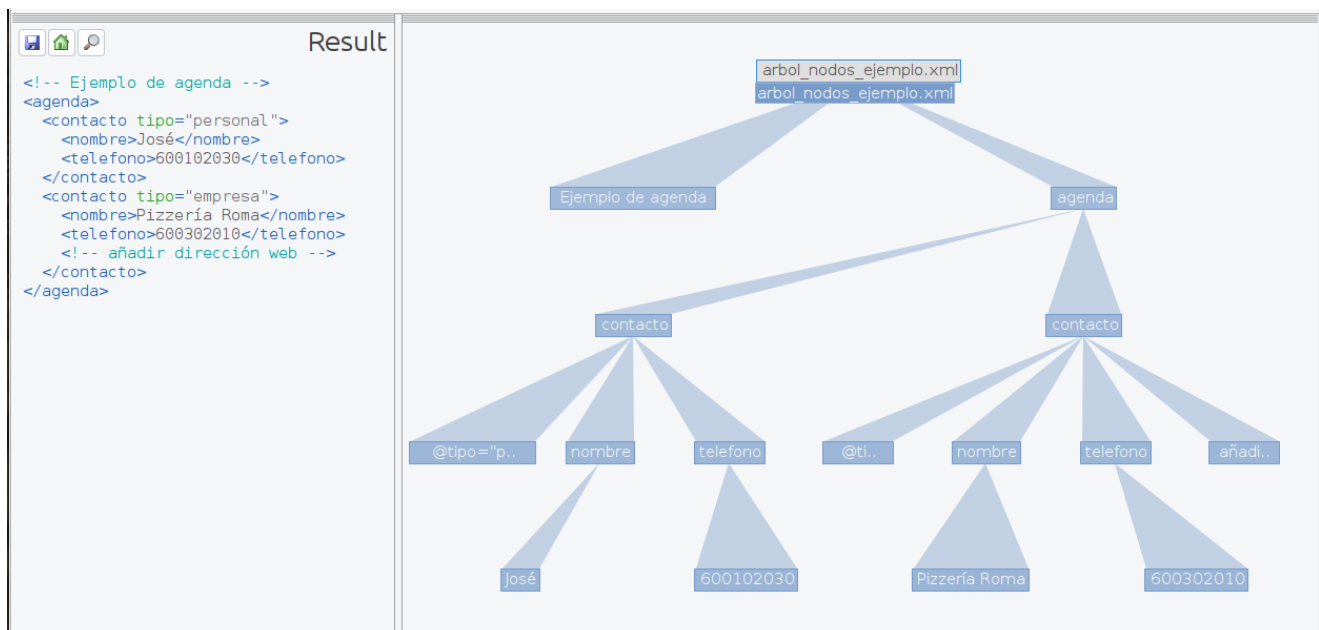 Result
<!-- Ejemplo de agenda -->
<agenda>
  <contacto tipo="personal">
    <nombre>José</nombre>
    <telefono>600102030</telefono>
  </contacto>
  <contacto tipo="empresa">
    <nombre>Pizzería Roma</nombre>
    <telefono>600302010</telefono>
    <!-- añadir dirección web -->
  </contacto>
</agenda>
arbol_nodos_ejemplo.xml
arbol_nodos_ejemplo.xml
Ejemplo de agenda agenda
contacto contacto
@tipo="p.. nombre telefono @ti.. nombre telefono añadi..
José 600102030 Pizzería Roma 600302010